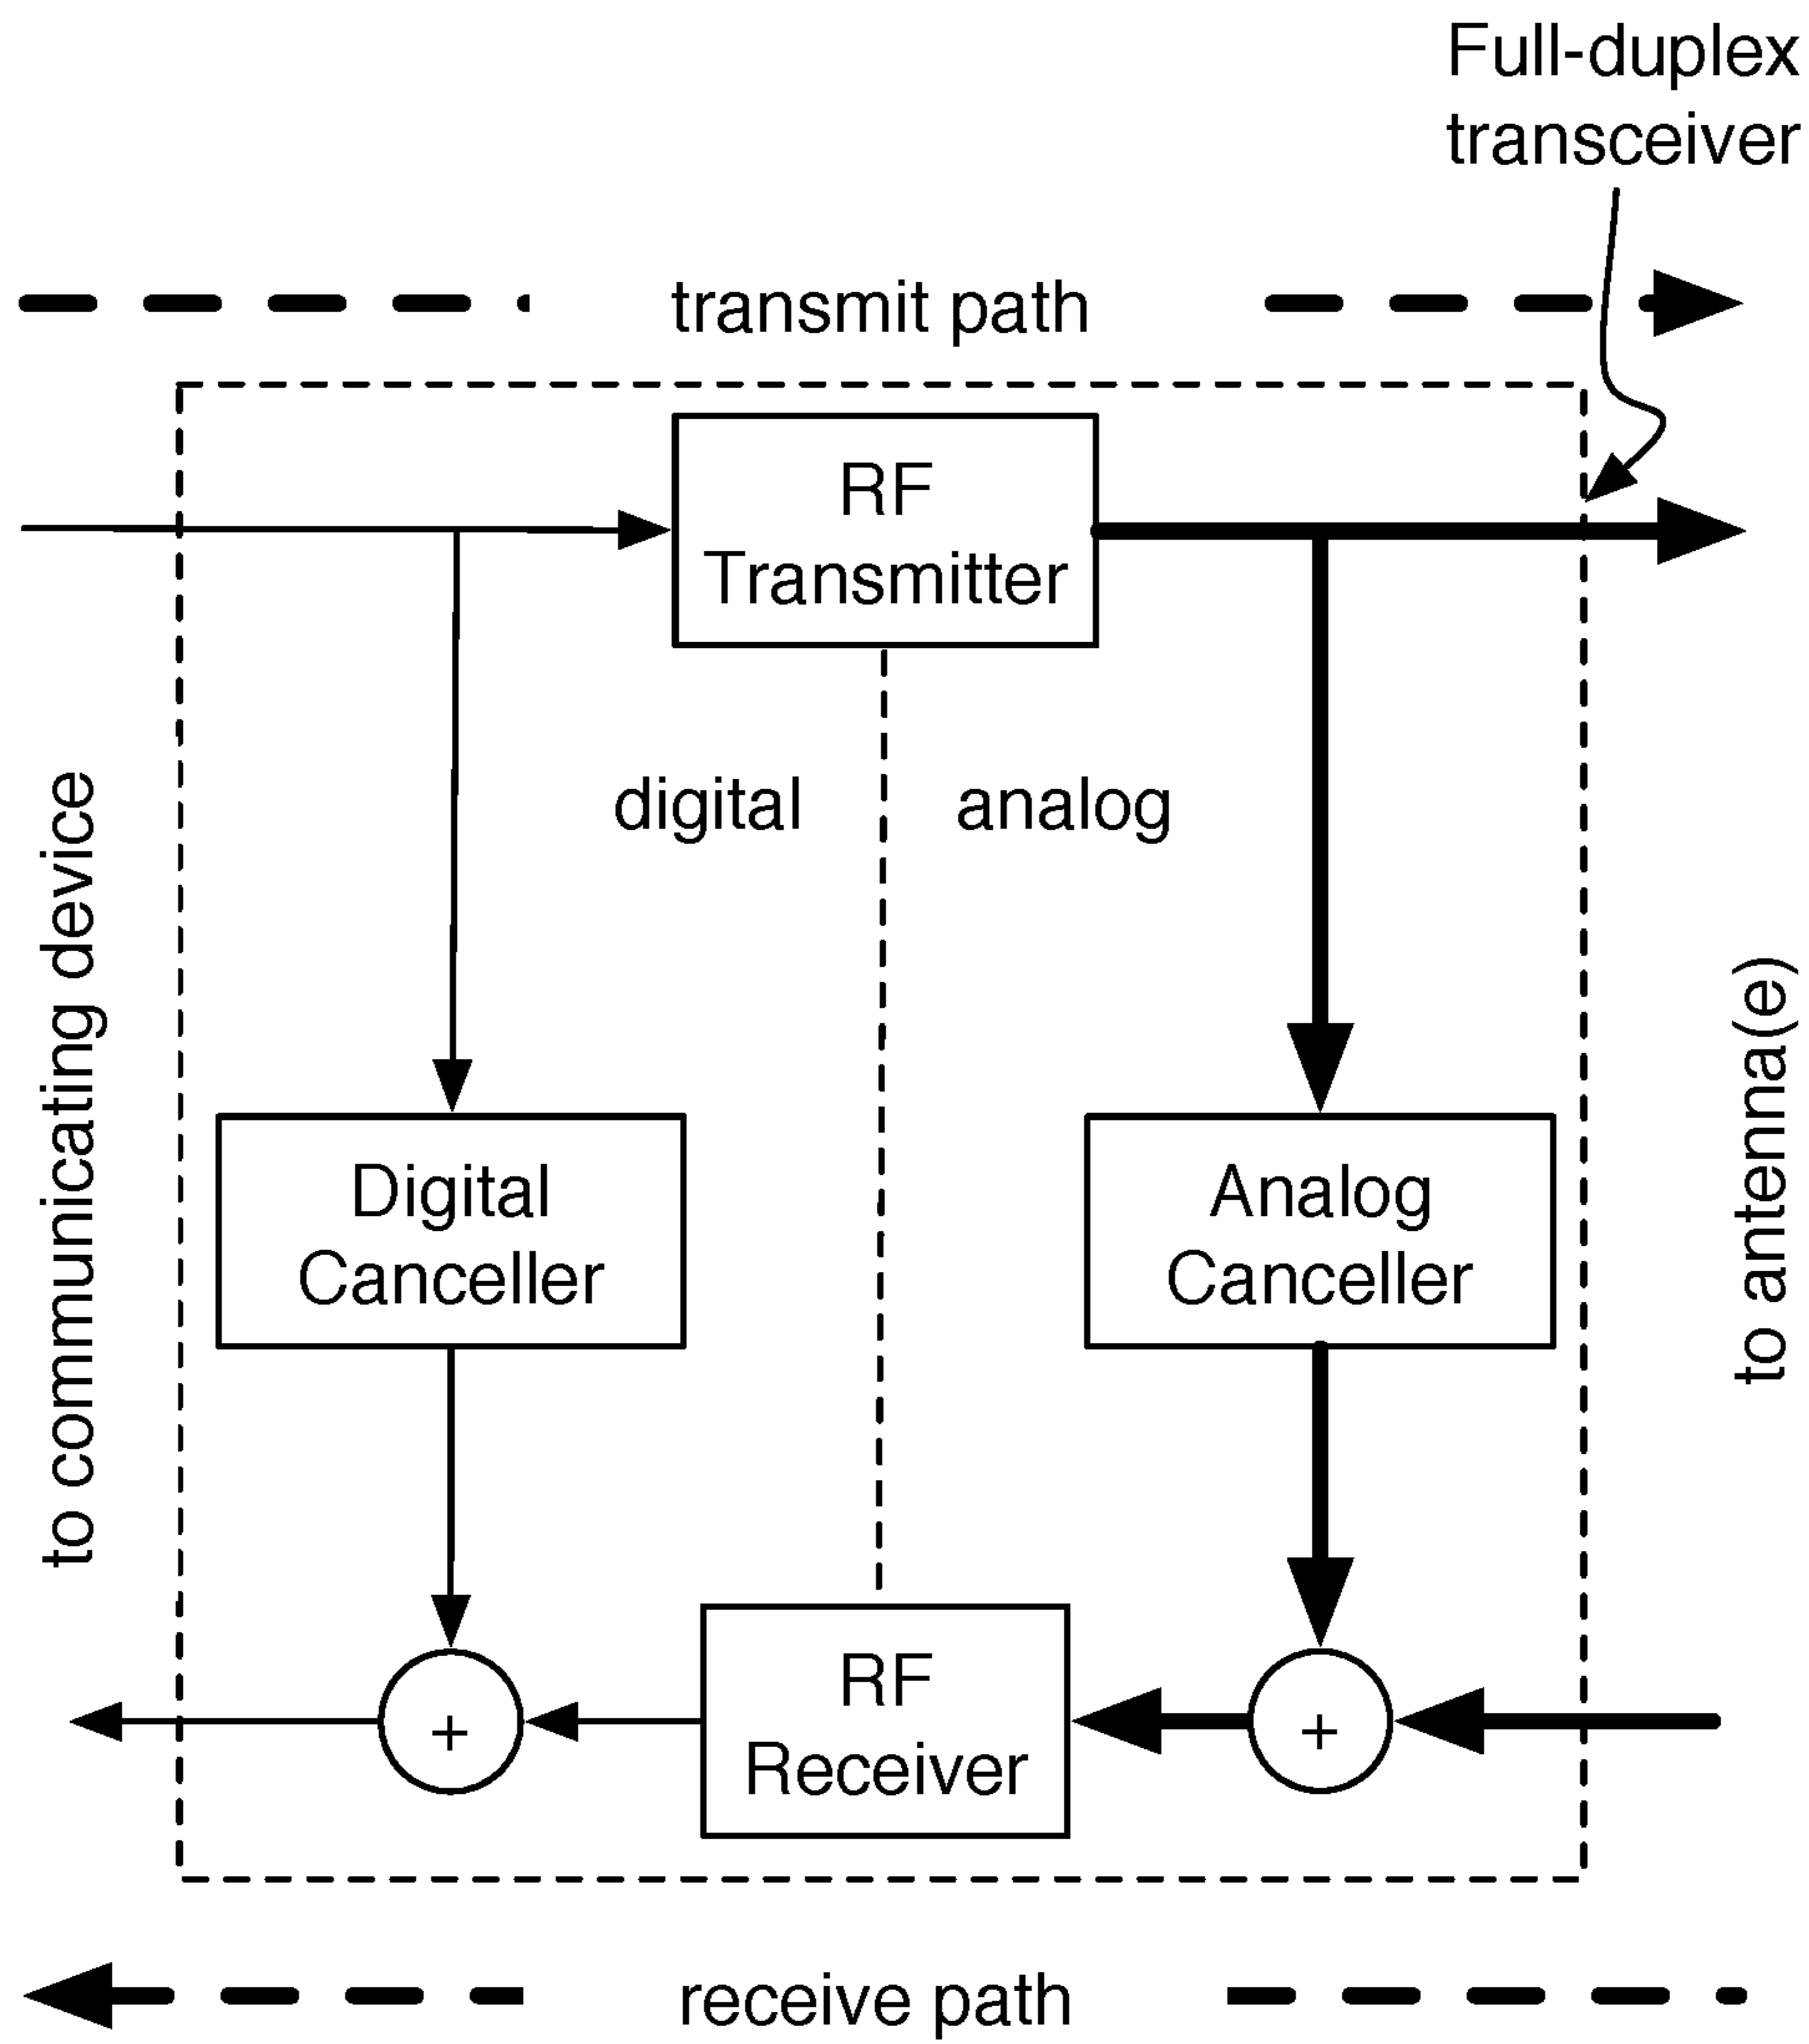 Full-duplex
transceiver
transmit path
RF
Transmitter
digital
analog
to communicating device
to antenna(e)
Digital
Canceller
Analog
Canceller
+
RF
Receiver
+
receive path